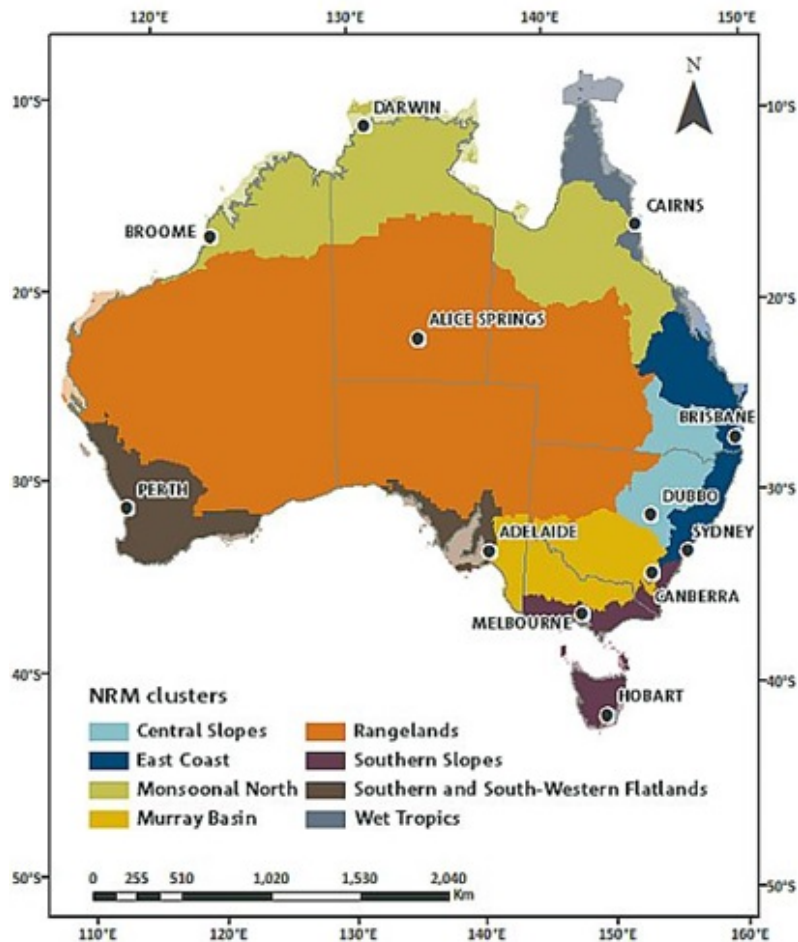 120°E 130°E 140°E 150°E
10°S
10°S
N
DARWIN
CAIRNS
BROOME
20°S
20°S
ALICE SPRINGS
BRISBANE
30°S
30°S
PERTH
DUBBO
ADELAIDE
SYDNEY
CANBERRA
MELBOURNE
40°S
40°S
HOBART
NRM clusters
Central Slopes
Rangelands
East Coast
Southern Slopes
Monsoonal North
Southern and South-Western Flatlands
Murray Basin
Wet Tropics
0 255 510 1,020 1,530 2,040
Km
50°S
50°S
110°E 120°E 130°E 140°E 150°E 160°E